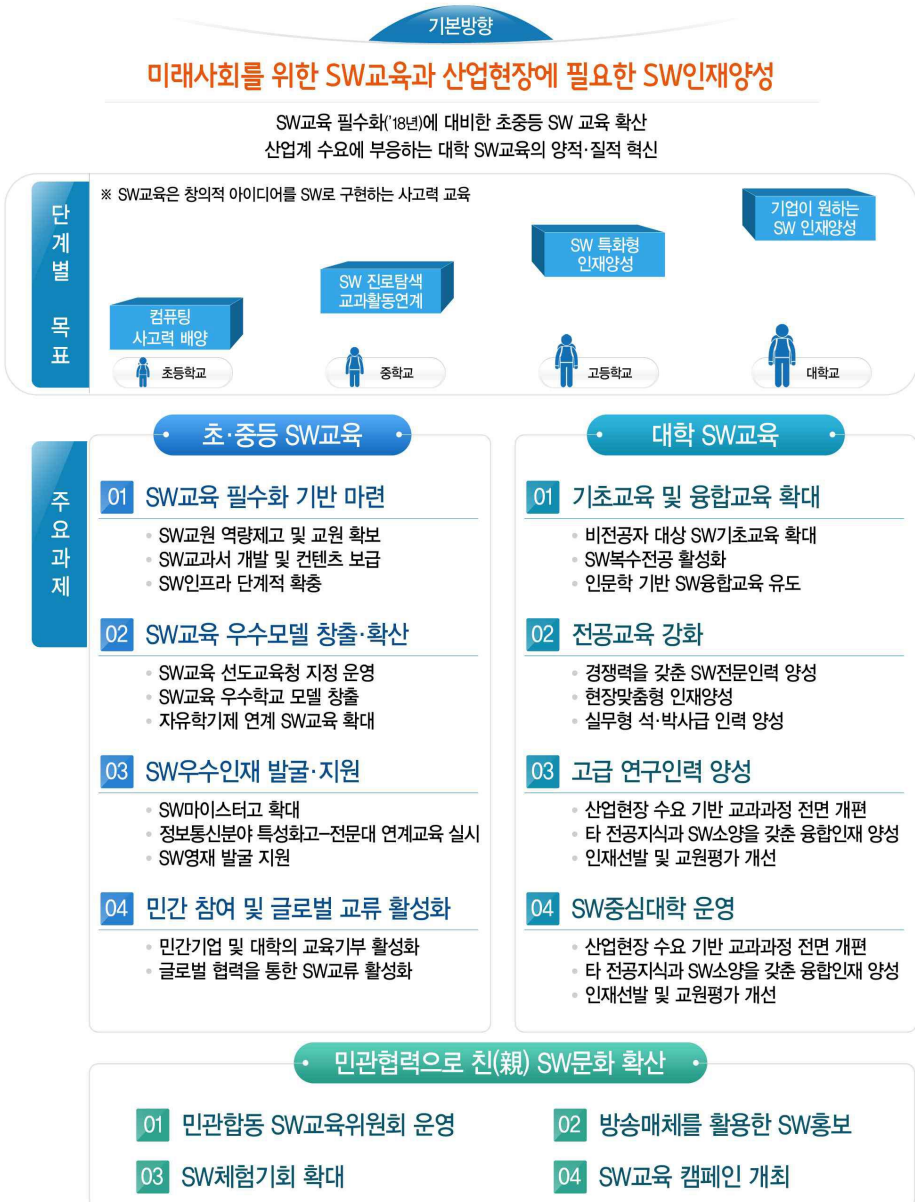 기본방향
미래사회를 위한 SW교육과 산업현장에 필요한 SW인재양성
SW교육 필수화('18년)에 대비한 초중등 SW 교육 확산
산업계 수요에 부응하는 대학 SW교육의 양적·질적 혁신
단계별 목표
※ SW교육은 창의적 아이디어를 SW로 구현하는 사고력 교육
컴퓨팅
사고력 배양
초등학교
SW 진로탐색
교과활동연계
중학교
SW 특화형
인재양성
고등학교
기업이 원하는
SW 인재양성
대학교
주요과제
초·중등 SW교육
01 SW교육 필수화 기반 마련
• SW교원 역량제고 및 교원 확보
• SW교과서 개발 및 컨텐츠 보급
• SW인프라 단계적 확충
02 SW교육 우수모델 창출·확산
• SW교육 선도교육청 지정 운영
• SW교육 우수학교 모델 창출
• 자유학기제 연계 SW교육 확대
03 SW우수인재 발굴·지원
• SW마이스터고 확대
• 정보통신분야 특성화고-전문대 연계교육 실시
• SW영재 발굴 지원
04 민간 참여 및 글로벌 교류 활성화
• 민간기업 및 대학의 교육기부 활성화
• 글로벌 협력을 통한 SW교류 활성화
대학 SW교육
01 기초교육 및 융합교육 확대
• 비전공자 대상 SW기초교육 확대
• SW복수전공 활성화
• 인문학 기반 SW융합교육 유도
02 전공교육 강화
• 경쟁력을 갖춘 SW전문인력 양성
• 현장맞춤형 인재양성
• 실무형 석·박사급 인력 양성
03 고급 연구인력 양성
• 산업현장 수요 기반 교과과정 전면 개편
• 타 전공지식과 SW소양을 갖춘 융합인재 양성
• 인재선발 및 교원평가 개선
04 SW중심대학 운영
• 산업현장 수요 기반 교과과정 전면 개편
• 타 전공지식과 SW소양을 갖춘 융합인재 양성
• 인재선발 및 교원평가 개선
민관협력으로 친(親) SW문화 확산
01 민관합동 SW교육위원회 운영
02 방송매체를 활용한 SW홍보
03 SW체험기회 확대
04 SW교육 캠페인 개최